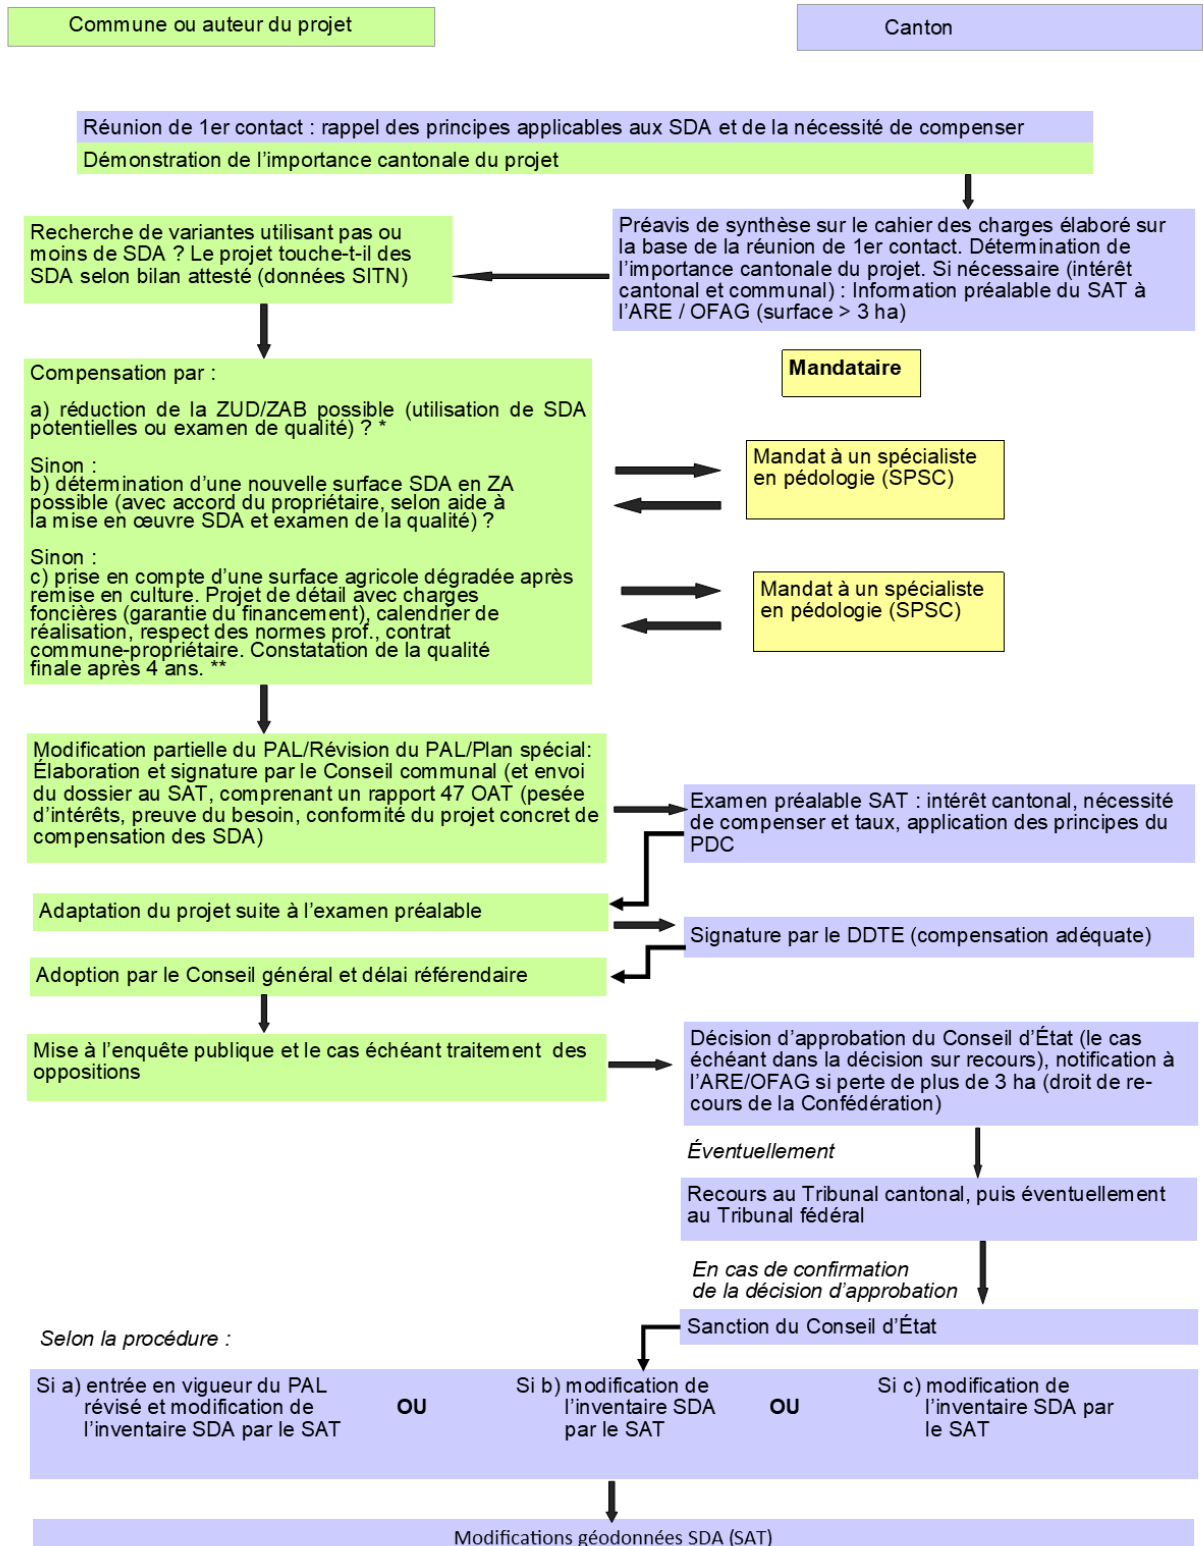 Commune ou auteur du projet
Canton
Réunion de 1er contact : rappel des principes applicables aux SDA et de la nécessité de compenser
Démonstration de l'importance cantonale du projet
Recherche de variantes utilisant pas ou
moins de SDA ? Le projet touche-t-il des
SDA selon bilan attesté (données SITN)
Préavis de synthèse sur le cahier des charges élaboré sur
la base de la réunion de 1er contact. Détermination de
l'importance cantonale du projet. Si nécessaire (intérêt
cantonal et communal) : Information préalable du SAT à
l'ARE / OFAG (surface > 3 ha)
Compensation par :
a) réduction de la ZUD/ZAB possible (utilisation de SDA
potentielles ou examen de qualité) ? *
Sinon :
b) détermination d'une nouvelle surface SDA en ZA
possible (avec accord du propriétaire, selon aide à
la mise en œuvre SDA et examen de la qualité) ?
Sinon :
c) prise en compte d'une surface agricole dégradée après
remise en culture. Projet de détail avec charges
foncières (garantie du financement), calendrier de
réalisation, respect des normes prof., contrat
commune-propriétaire. Constatation de la qualité
finale après 4 ans. **
Mandataire
Mandat à un spécialiste
en pédologie (SPSC)
Mandat à un spécialiste
en pédologie (SPSC)
Modification partielle du PAL/Révision du PAL/Plan spécial:
Élaboration et signature par le Conseil communal (et envoi
du dossier au SAT, comprenant un rapport 47 OAT (pesée
d'intérêts, preuve du besoin, conformité du projet concret de
compensation des SDA)
Examen préalable SAT : intérêt cantonal, nécessité
de compenser et taux, application des principes du
PDC
Adaptation du projet suite à l'examen préalable
Signature par le DDTE (compensation adéquate)
Adoption par le Conseil général et délai référendaire
Mise à l'enquête publique et le cas échéant traitement des
oppositions
Décision d'approbation du Conseil d'État (le cas
échéant dans la décision sur recours), notification à
l'ARE/OFAG si perte de plus de 3 ha (droit de re-
cours de la Confédération)
Éventuellement
Recours au Tribunal cantonal, puis éventuellement
au Tribunal fédéral
En cas de confirmation
de la décision d'approbation
Sanction du Conseil d'État
Selon la procédure :
Si a) entrée en vigueur du PAL
révisé et modification de
l'inventaire SDA par le SAT
OU
Si b) modification de
l'inventaire SDA
par le SAT
OU
Si c) modification de
l'inventaire SDA par
le SAT
Modifications géodonnées SDA (SAT)